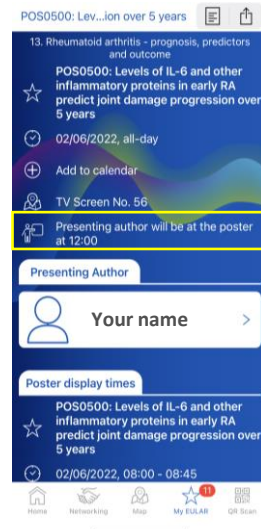 POS0500: Lev...ion over 5 years
13. Rheumatoid arthritis - prognosis, predictors
and outcome
POS0500: Levels of IL-6 and other
inflammatory proteins in early RA
predict joint damage progression over
5 years
02/06/2022, all-day
Add to calendar
TV Screen No. 56
Presenting author will be at the poster
at 12:00
Presenting Author
Your name
Poster display times
POS0500: Levels of IL-6 and other
inflammatory proteins in early RA
predict joint damage progression over
5 years
02/06/2022, 08:00 - 08:45
11
Home Networking Map My EULAR QR Scan